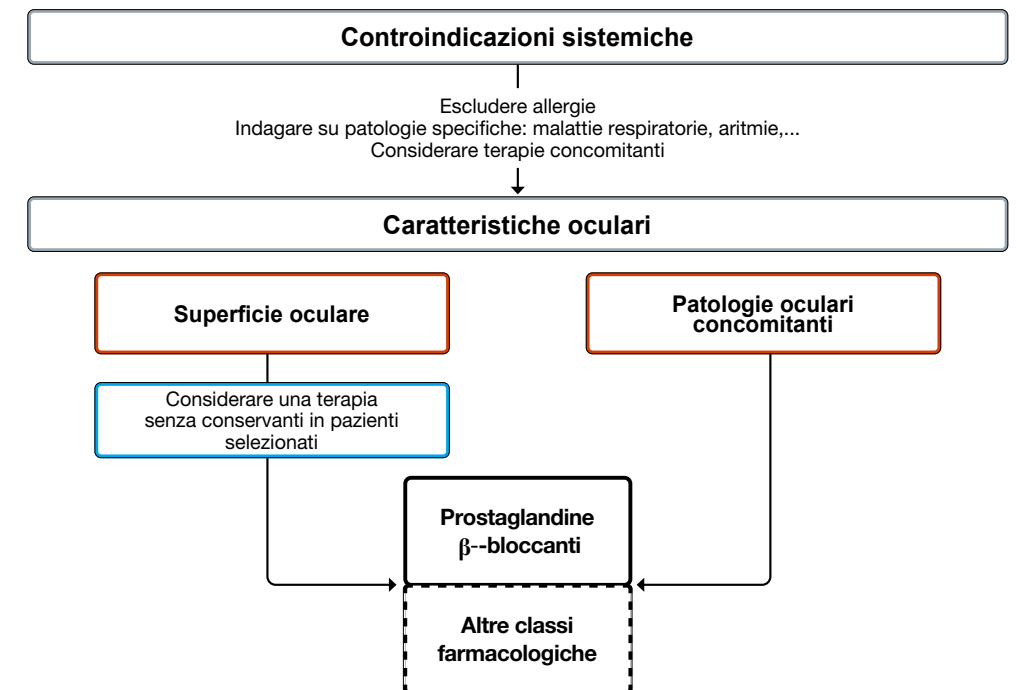 Controindicazioni sistemiche
Escludere allergie
Indagare su patologie specifiche: malattie respiratorie, aritmie,...
Considerare terapie concomitanti
Caratteristiche oculari
Superficie oculare
Patologie oculari
concomitanti
Considerare una terapia
senza conservanti in pazienti
selezionati
Prostaglandine
β--bloccanti
Altre classi
farmacologiche